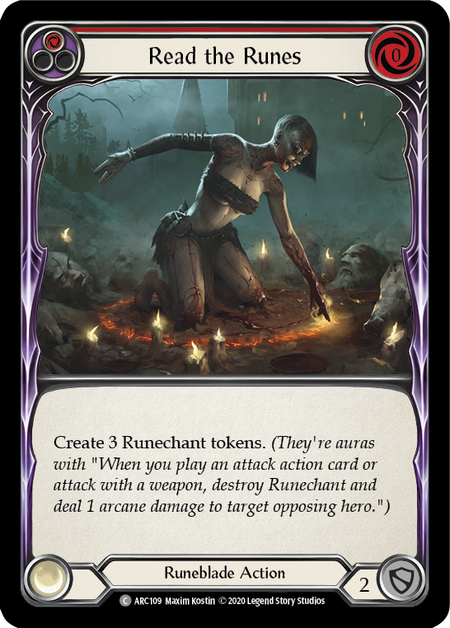 Read the Runes
0
Create 3 Runechant tokens. (They're auras
with "When you play an attack action card or
attack with a weapon, destroy Runechant and
deal 1 arcane damage to target opposing hero.")
Runeblade Action
2
C ARC109 Maxim Kostin © 2020 Legend Story Studios